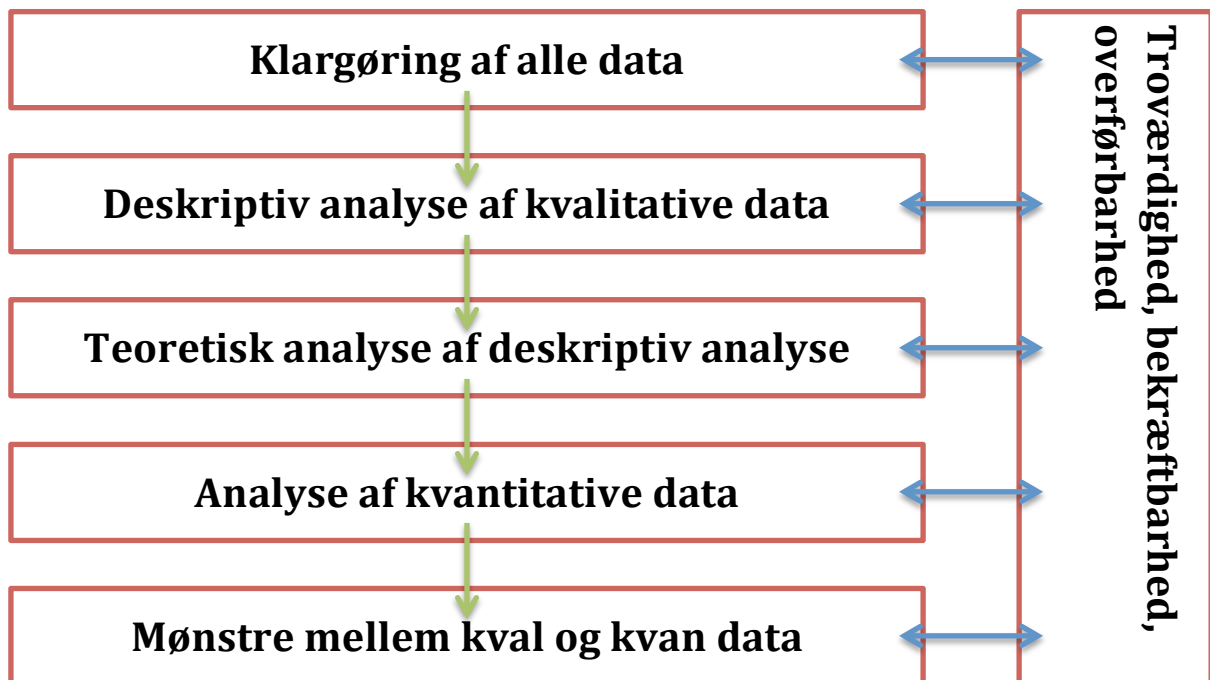 Klargøring af alle data
Deskriptiv analyse af kvalitative data
Teoretisk analyse af deskriptiv analyse
Analyse af kvantitative data
Mønstre mellem kval og kvan data
Troværdighed, bekræftbarhed,
overførbarhed